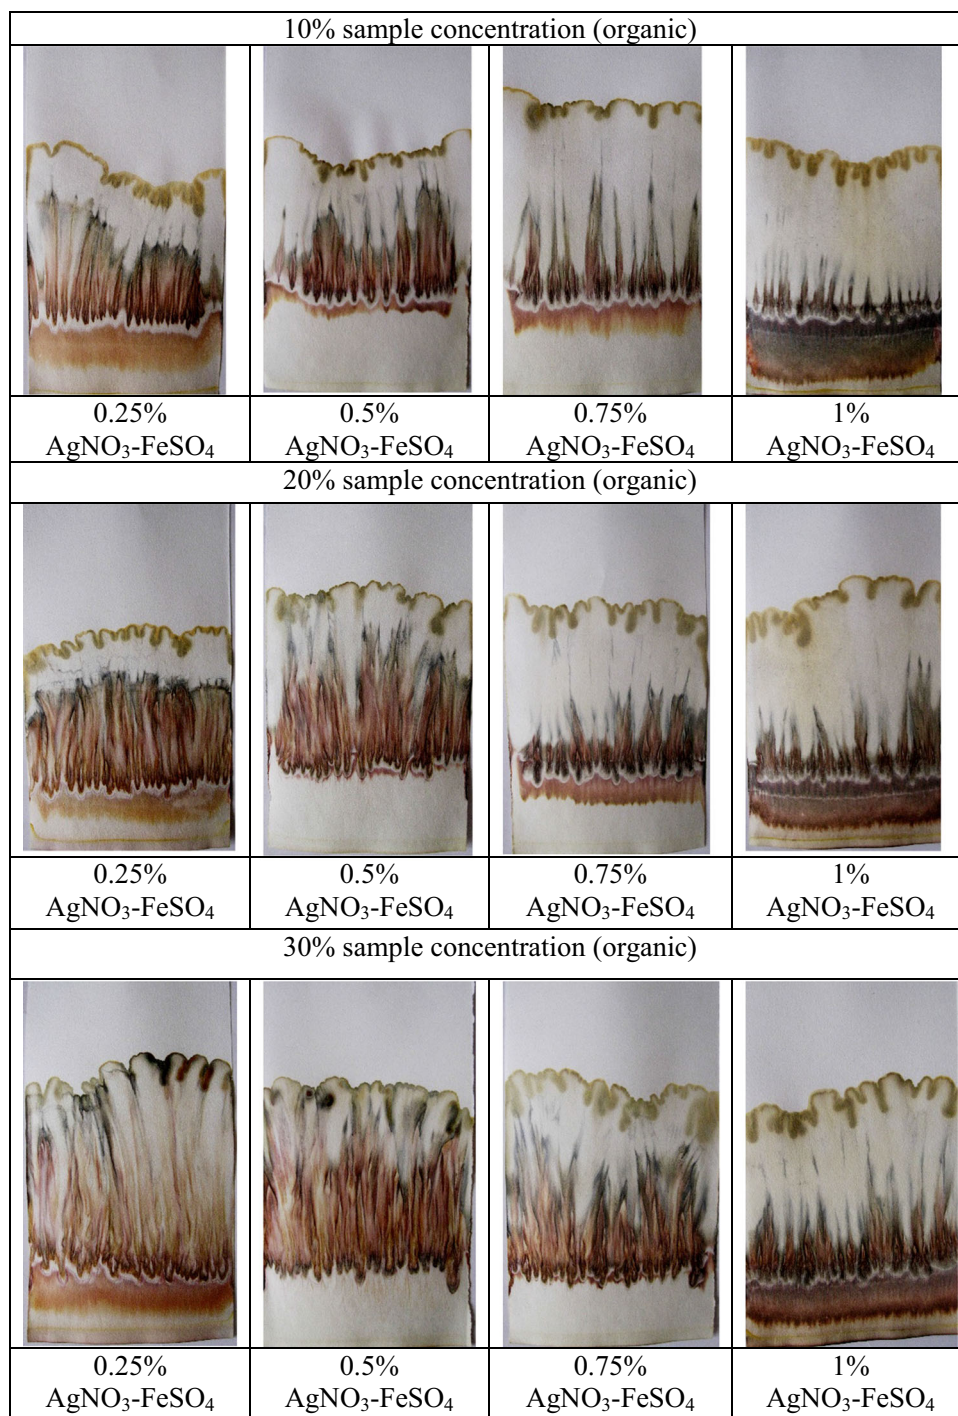 10% sample concentration (organic)
0.25% 0.5% 0.75% 1%
AgNO₃-FeSO₄ AgNO₃-FeSO₄ AgNO₃-FeSO₄ AgNO₃-FeSO₄
20% sample concentration (organic)
0.25% 0.5% 0.75% 1%
AgNO₃-FeSO₄ AgNO₃-FeSO₄ AgNO₃-FeSO₄ AgNO₃-FeSO₄
30% sample concentration (organic)
0.25% 0.5% 0.75% 1%
AgNO₃-FeSO₄ AgNO₃-FeSO₄ AgNO₃-FeSO₄ AgNO₃-FeSO₄